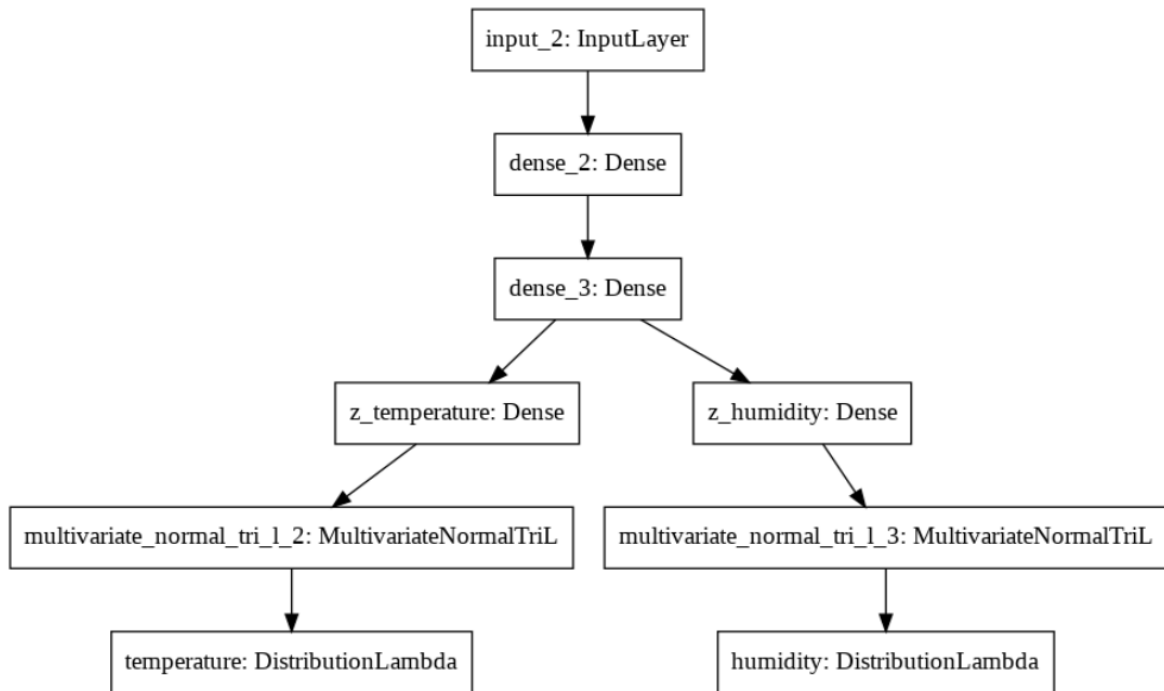 input_2: InputLayer
dense_2: Dense
dense_3: Dense
z_temperature: Dense
z_humidity: Dense
multivariate_normal_tri_l_2: MultivariateNormalTriL
multivariate_normal_tri_l_3: MultivariateNormalTriL
temperature: DistributionLambda
humidity: DistributionLambda